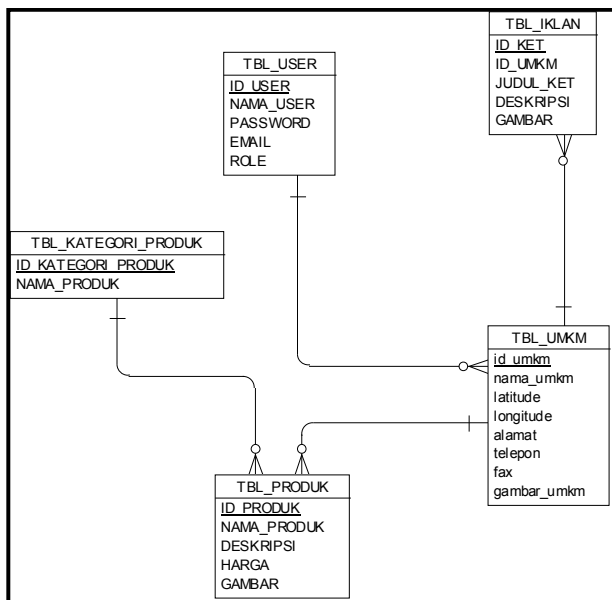 TBL_IKLAN
ID_KET
ID_UMKM
JUDUL_KET
DESKRIPSI
GAMBAR
TBL_USER
ID_USER
NAMA_USER
PASSWORD
EMAIL
ROLE
TBL_KATEGORI_PRODUK
ID_KATEGORI_PRODUK
NAMA_PRODUK
TBL_UMKM
id_umkm
nama_umkm
latitude
longitude
alamat
telepon
fax
gambar_umkm
TBL_PRODUK
ID_PRODUK
NAMA_PRODUK
DESKRIPSI
HARGA
GAMBAR